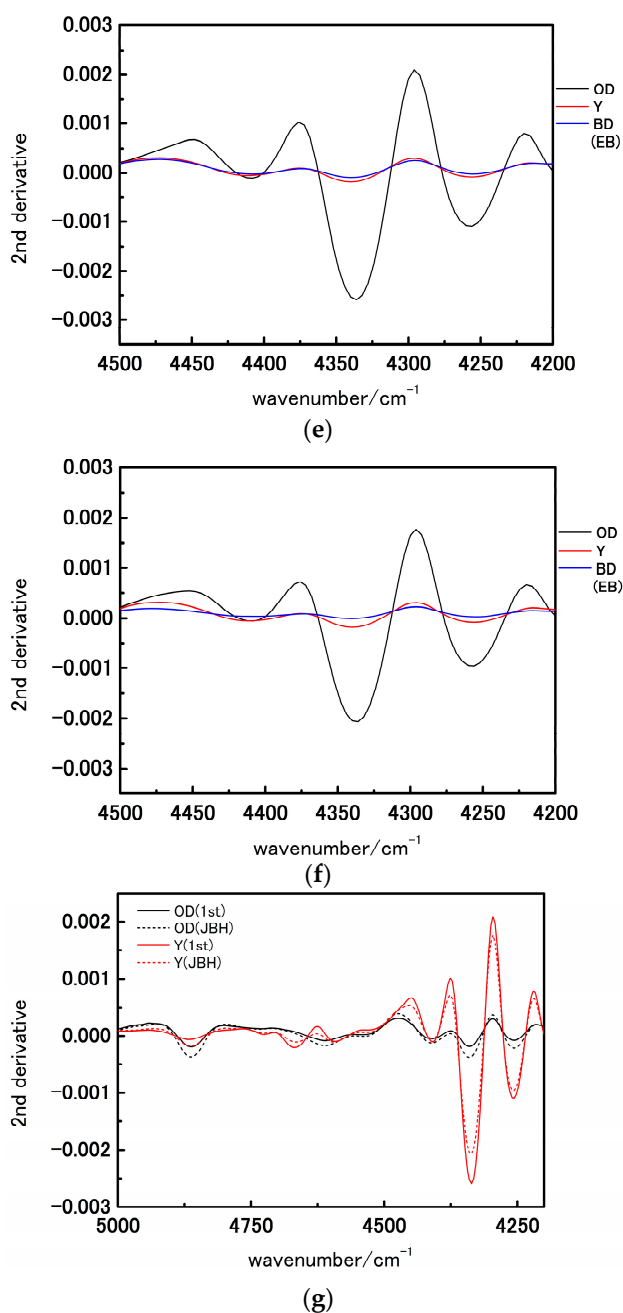 0.003
0.002
0.001
0.000
−0.001
−0.002
−0.003
2nd derivative
4500 4450 4400 4350 4300 4250 4200
wavenumber/cm⁻¹
OD
Y
BD
(EB)
(e)
0.003
0.002
0.001
0.000
−0.001
−0.002
−0.003
2nd derivative
4500 4450 4400 4350 4300 4250 4200
wavenumber/cm⁻¹
OD
Y
BD
(EB)
(f)
OD(1st)
OD(JBH)
Y(1st)
Y(JBH)
0.002
0.001
0.000
−0.001
−0.002
−0.003
2nd derivative
5000 4750 4500 4250
wavenumber/cm⁻¹
(g)